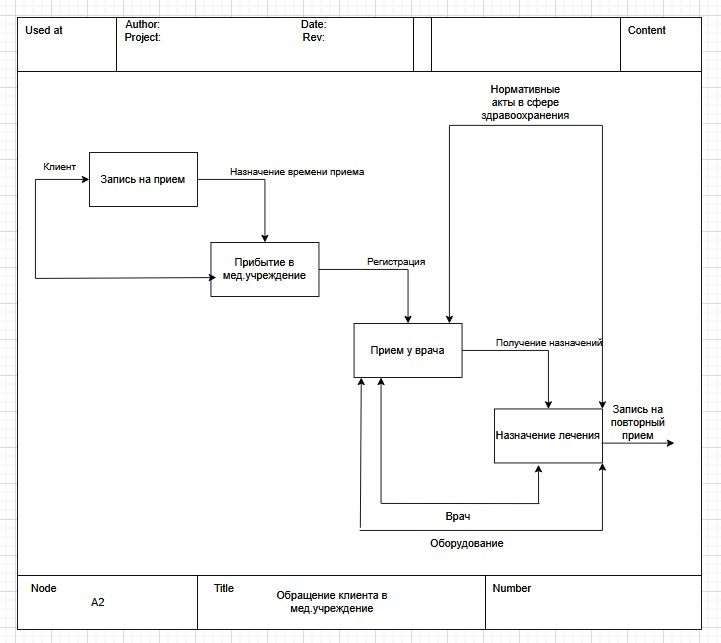 Used at
Author:
Project:
Date:
Rev:
Content
Нормативные
акты в сфере
здравоохранения
Клиент
Запись на прием
Назначение времени приема
Прибытие в
мед.учреждение
Регистрация
Прием у врача
Получение назначений
Назначение лечения
Запись на
повторный
прием
Врач
Оборудование
Node
A2
Title
Обращение клиента в
мед.учреждение
Number